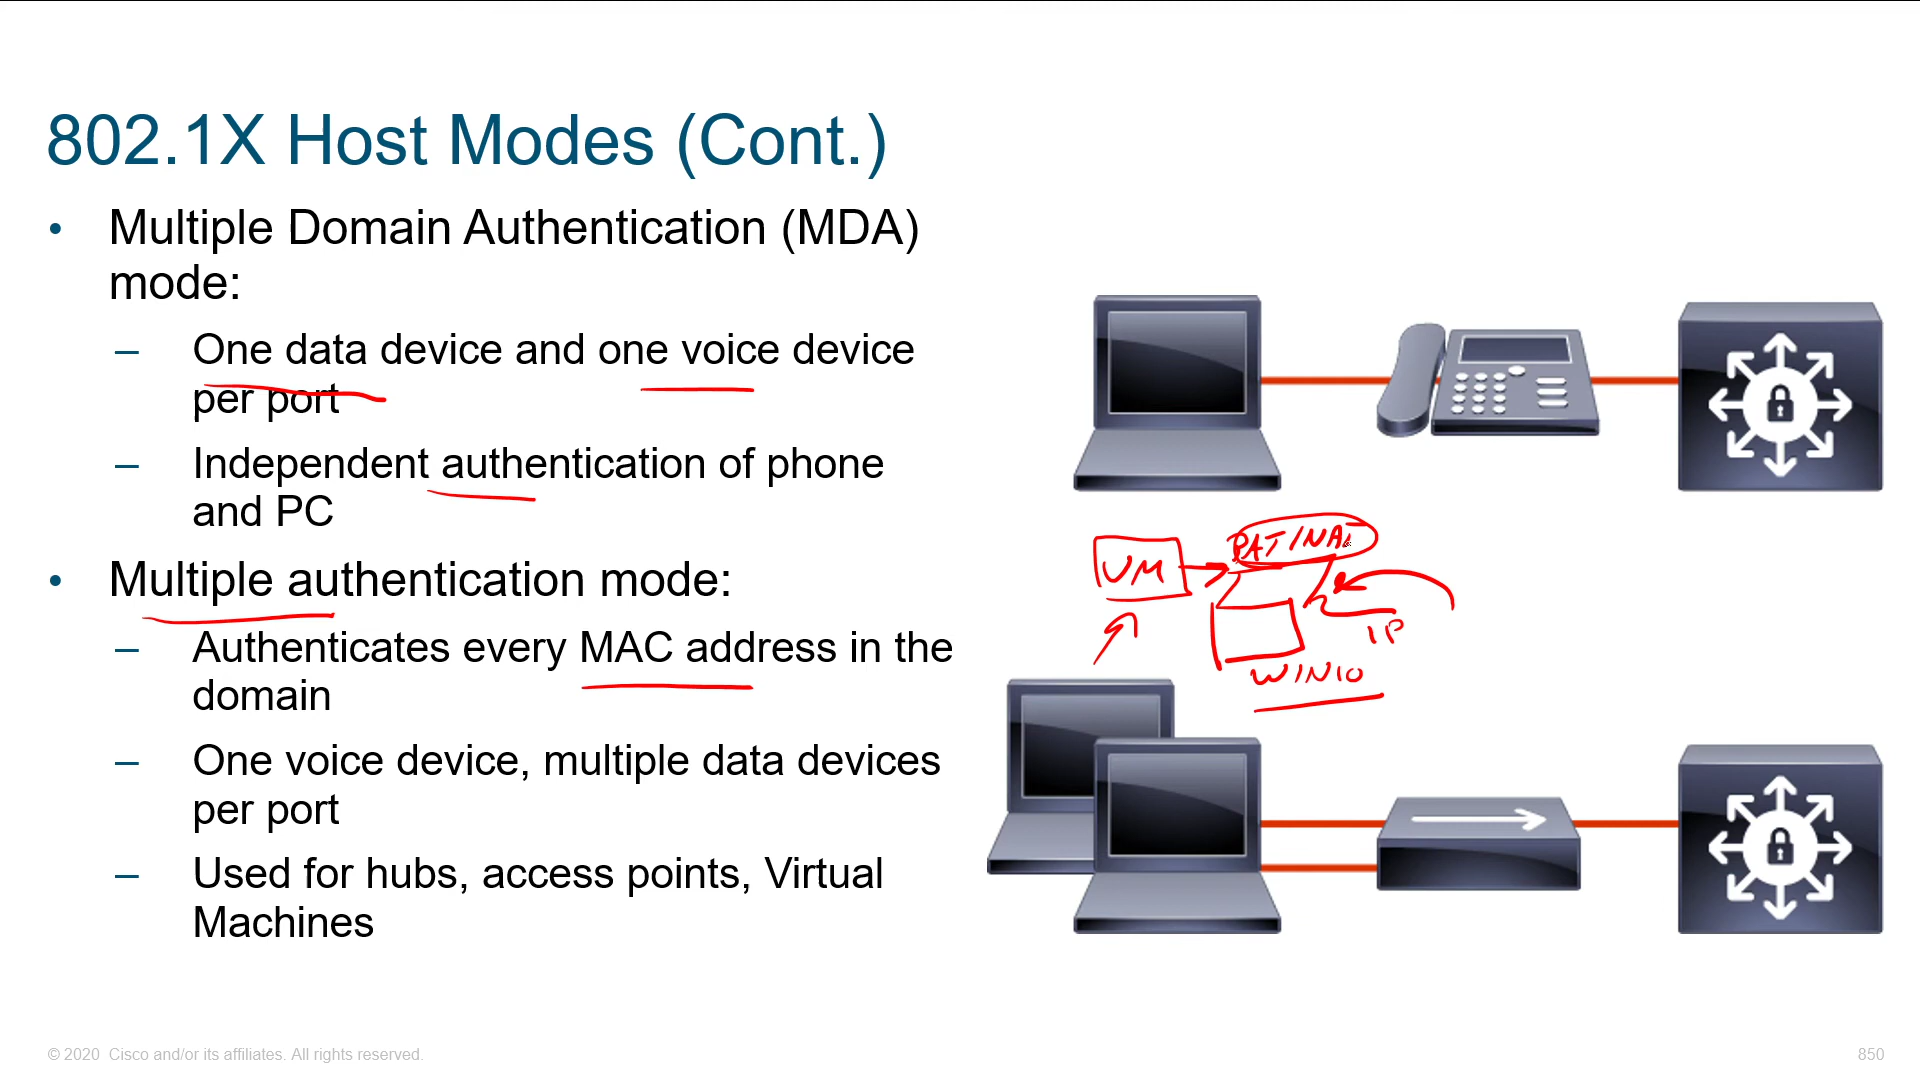 802.1X Host Modes (Cont.)
• Multiple Domain Authentication (MDA)
mode:
– One data device and one voice device
per port
– Independent authentication of phone
and PC
• Multiple authentication mode:
– Authenticates every MAC address in the
domain
– One voice device, multiple data devices
per port
– Used for hubs, access points, Virtual
Machines
PAT/NAT
VM
IP
WIN10
© 2020 Cisco and/or its affiliates. All rights reserved.
850